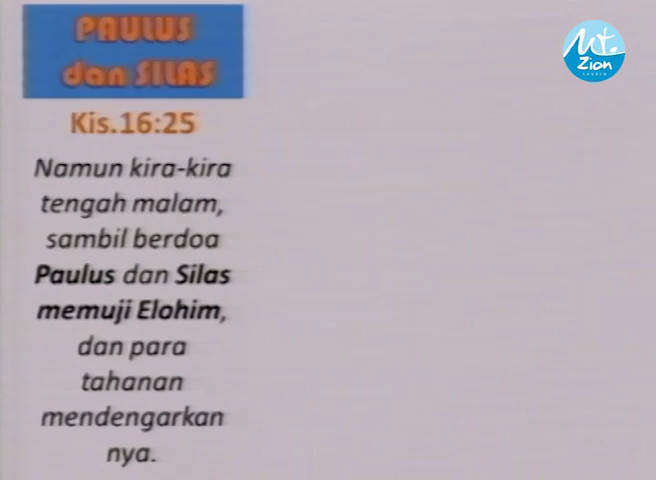 PAULUS
dan SILAS
Kis.16:25
Namun kira-kira
tengah malam,
sambil berdoa
Paulus dan Silas
memuji Elohim,
dan para
tahanan
mendengarkan
nya.
Mt.
Zion
CHURCH